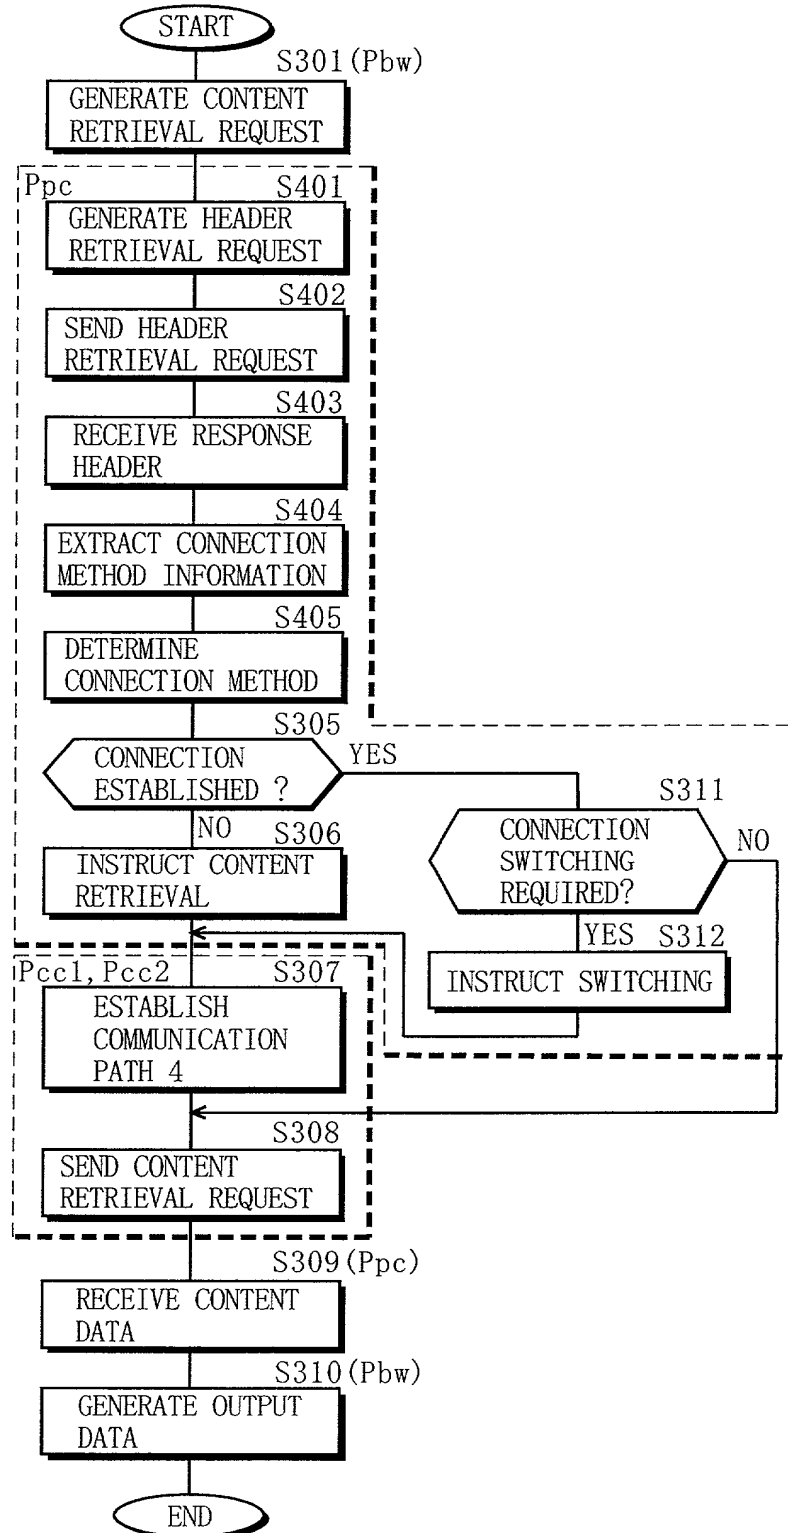 START
S301(Pbw)
GENERATE CONTENT
RETRIEVAL REQUEST
Ppc
S401
GENERATE HEADER
RETRIEVAL REQUEST
S402
SEND HEADER
RETRIEVAL REQUEST
S403
RECEIVE RESPONSE
HEADER
S404
EXTRACT CONNECTION
METHOD INFORMATION
S405
DETERMINE
CONNECTION METHOD
S305
CONNECTION
ESTABLISHED ?
YES
NO
S306
INSTRUCT CONTENT
RETRIEVAL
S311
CONNECTION
SWITCHING
REQUIRED?
NO
YES
S312
INSTRUCT SWITCHING
Pcc1,Pcc2
S307
ESTABLISH
COMMUNICATION
PATH 4
S308
SEND CONTENT
RETRIEVAL REQUEST
S309(Ppc)
RECEIVE CONTENT
DATA
S310(Pbw)
GENERATE OUTPUT
DATA
END